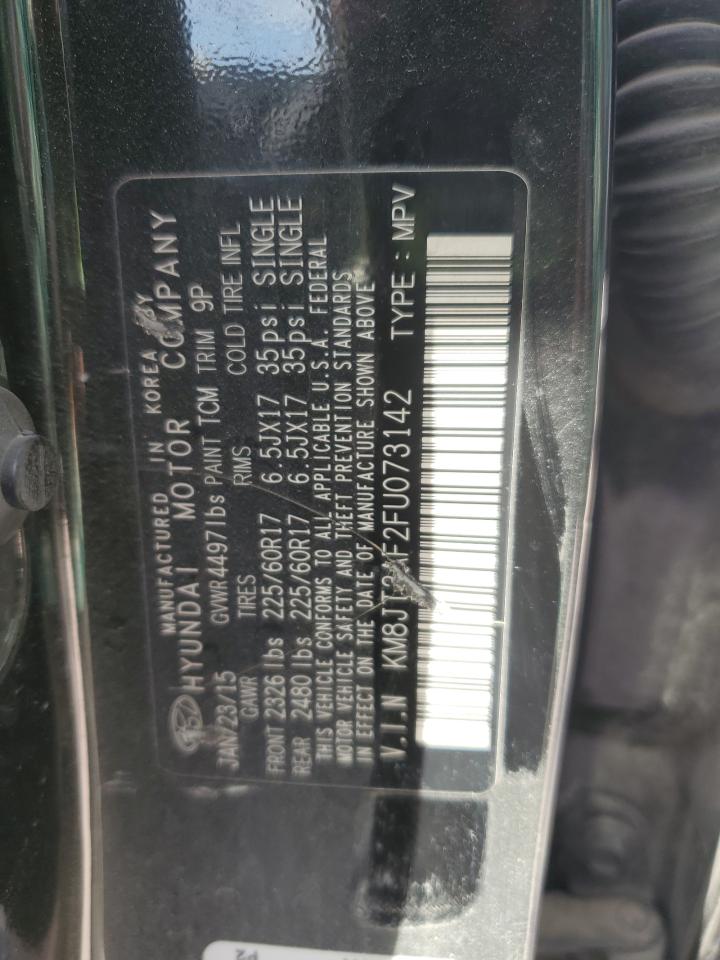 MANUFACTURED IN KOREA BY
HYUNDAI MOTOR COMPANY
JAN/23/15 GVWR 4497lbs PAINT TCM TRIM 9P
GAWR TIRES RIMS COLD TIRE INFL
FRONT 2326 lbs 225/60R17 6.5JX17 35psi SINGLE
REAR 2480 lbs 225/60R17 6.5JX17 35psi SINGLE
THIS VEHICLE CONFORMS TO ALL APPLICABLE U.S.A. FEDERAL
MOTOR VEHICLE SAFETY AND THEFT PREVENTION STANDARDS
IN EFFECT ON THE DATE OF MANUFACTURE SHOWN ABOVE
V.I.N TYPE : MPV